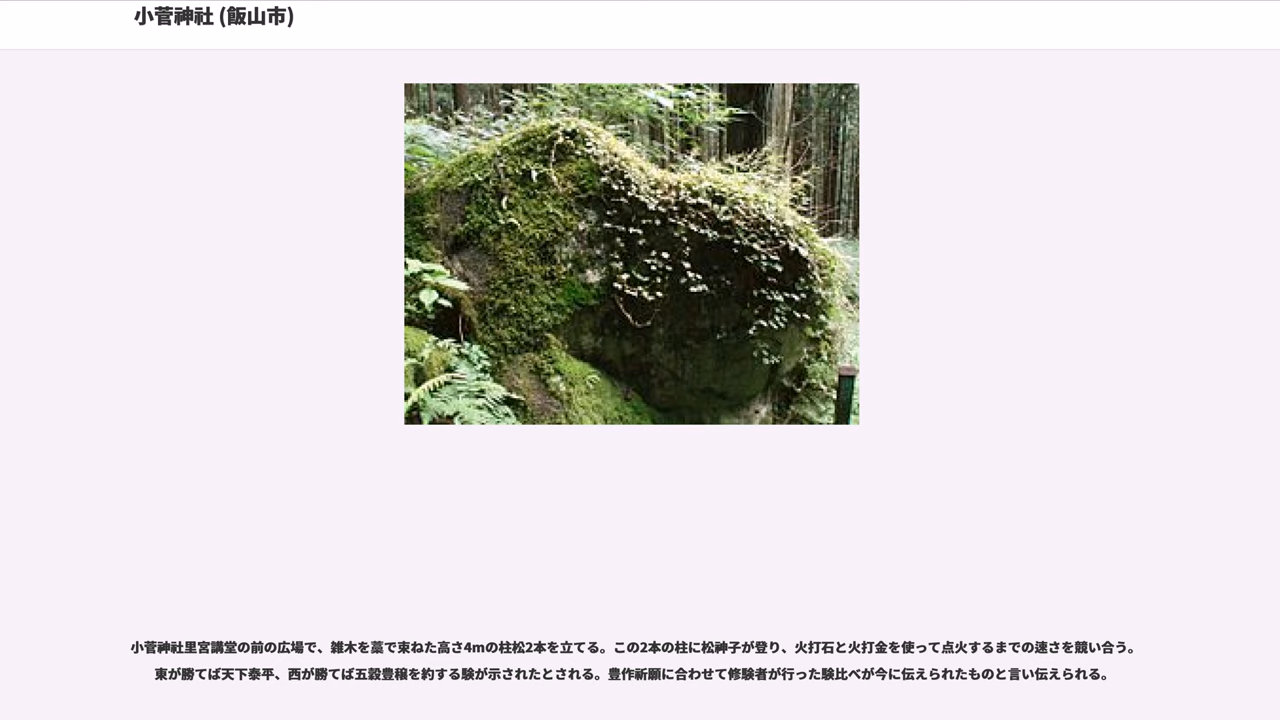 小菅神社 (飯山市)
小菅神社里宮講堂の前の広場で、雑木を藁で束ねた高さ4mの柱松2本を立てる。この2本の柱に松神子が登り、火打石と火打金を使って点火するまでの速さを競い合う。
東が勝てば天下泰平、西が勝てば五穀豊穣を約する験が示されたとされる。豊作祈願に合わせて修験者が行った験比べが今に伝えられたものと言い伝えられる。